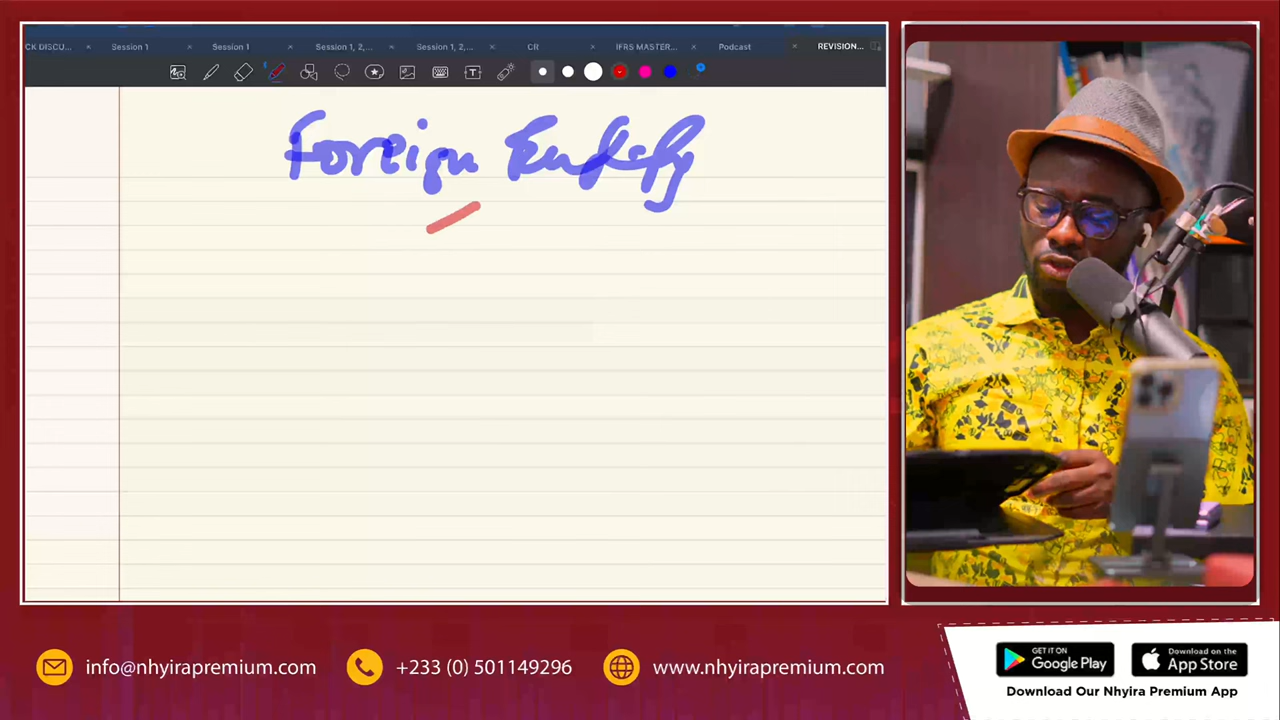 CK DISCU...
Session 1
Session 1
Session 1, 2,...
Session 1, 2,...
CR
IFRS MASTER...
Podcast
REVISION...
Foreign Entity
info@nhyirapremium.com
+233 (0) 501149296
www.nhyirapremium.com
GET IT ON
Google Play
Download on the
App Store
Download Our Nhyira Premium App